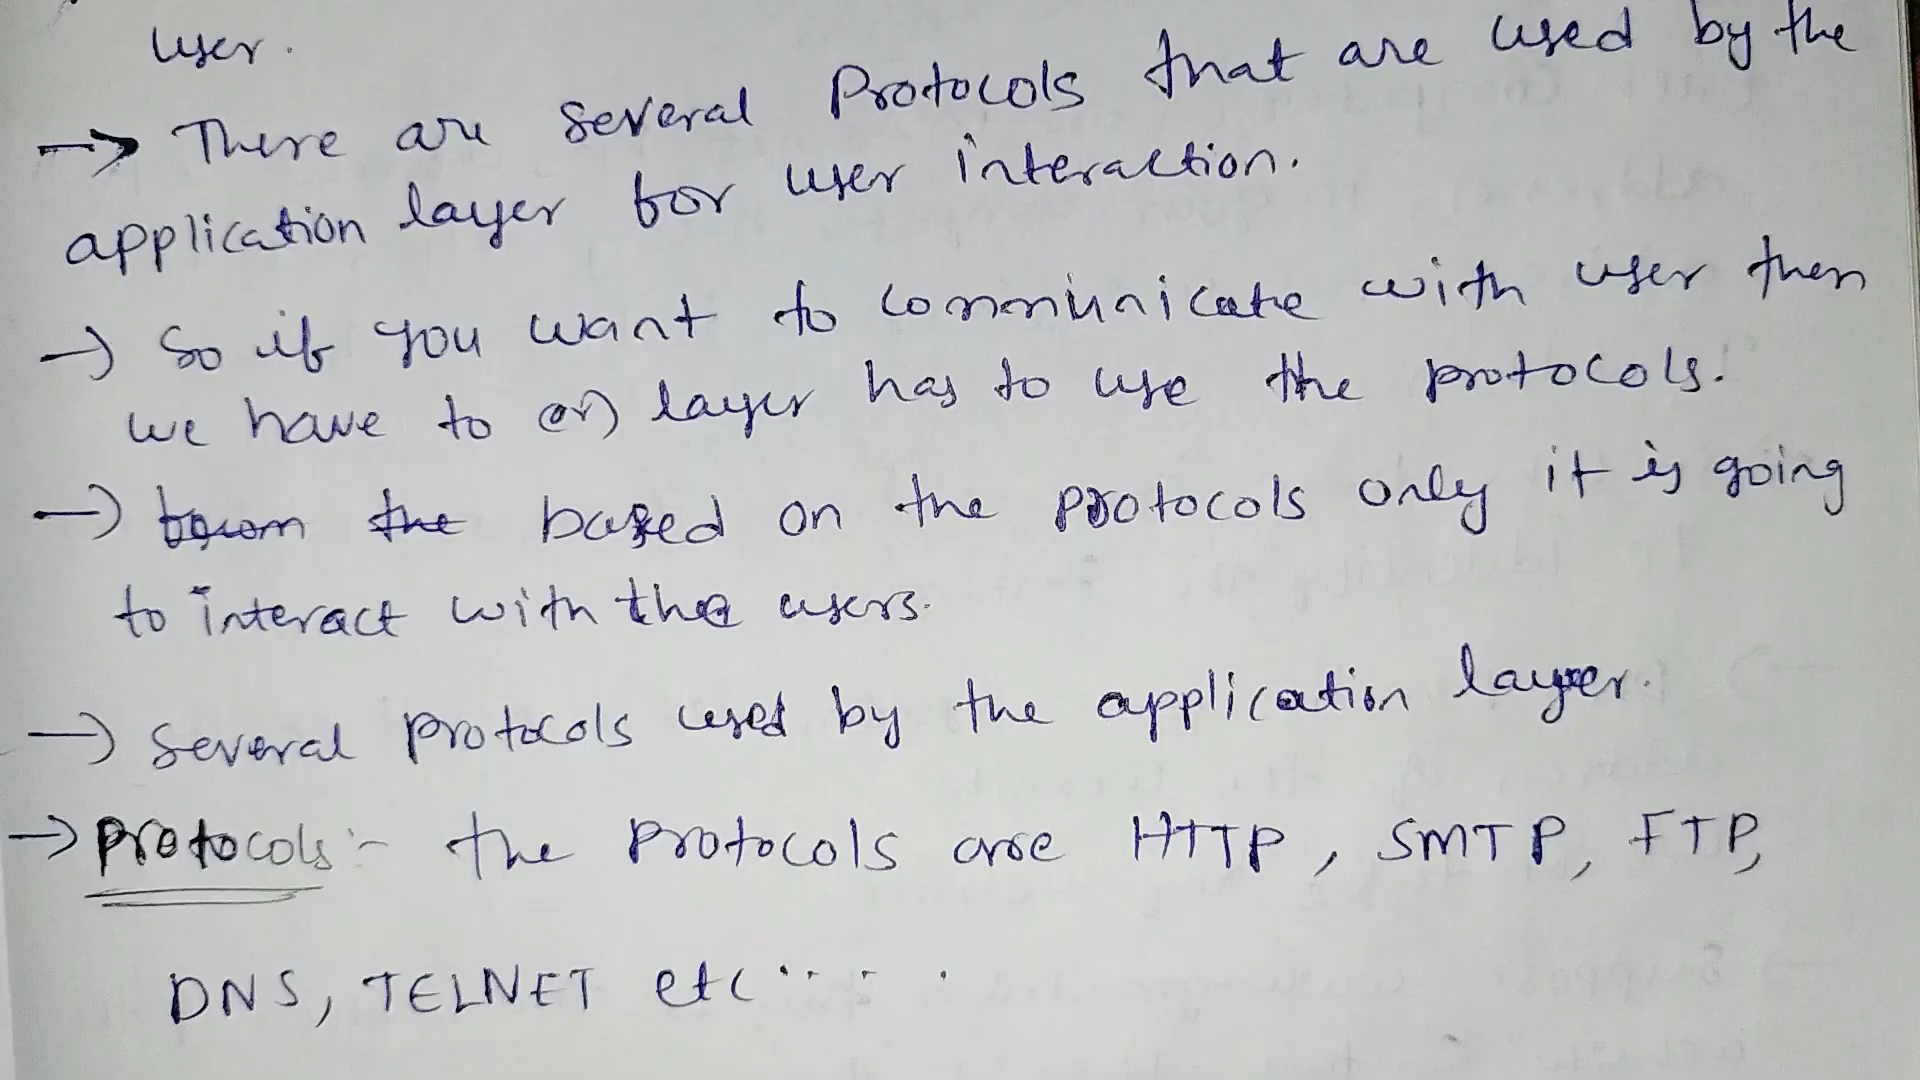 user.
→ There are several protocols that are used by the
application layer for user interaction.
→ So if you want to communicate with user then
we have to (or) layer has to use the protocols.
→ based on the protocols only it is going
to interact with the users.
→ several protocols used by the application layer.
→ protocols :- the protocols are HTTP, SMTP, FTP,
DNS, TELNET etc.....